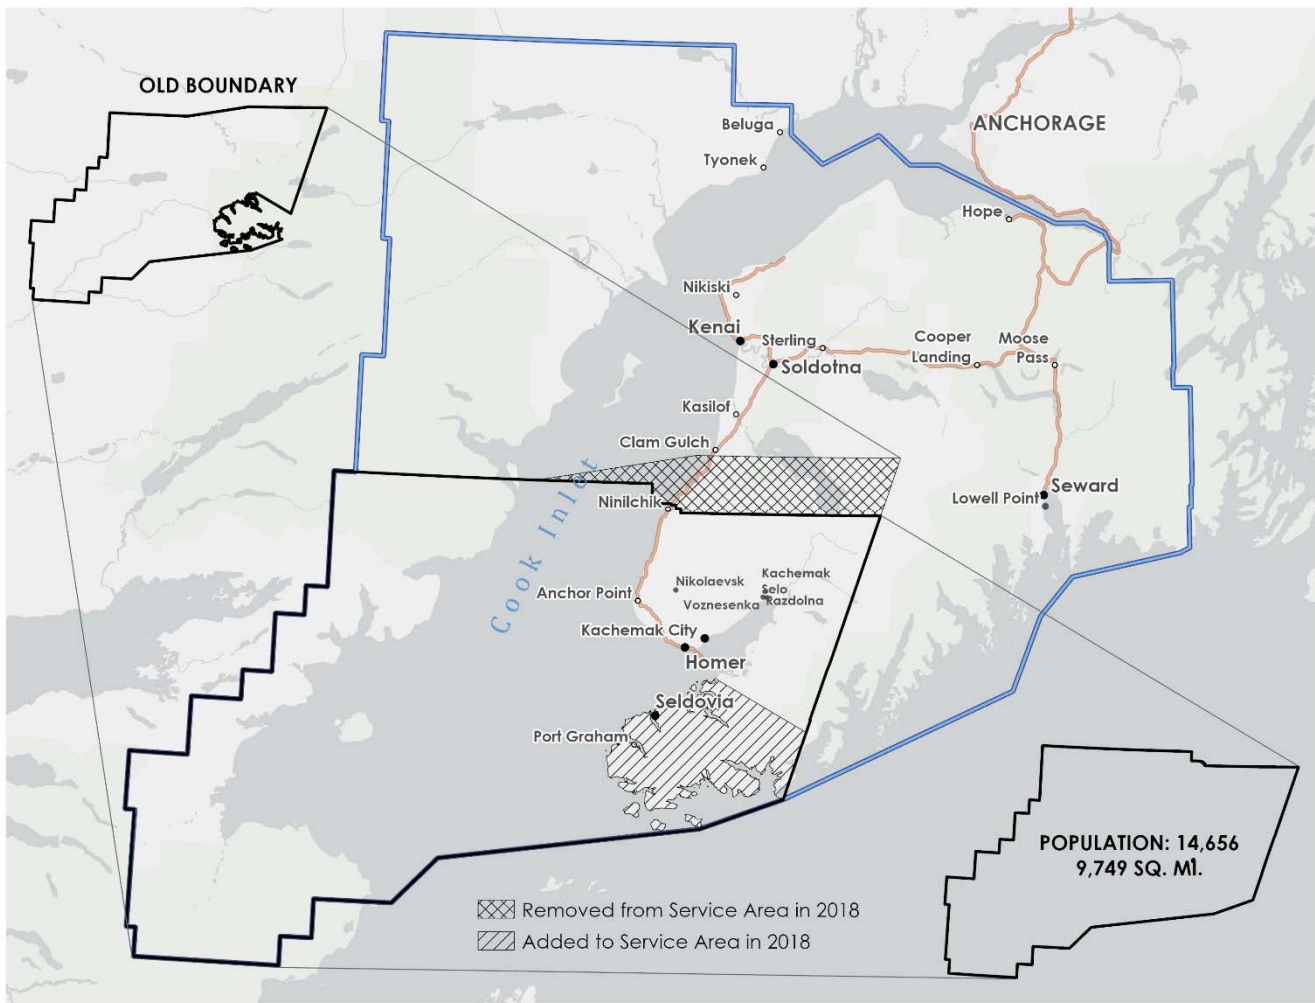 OLD BOUNDARY
Beluga
ANCHORAGE
Tyonek
Hope
Nikiski
Kenai
Sterling
Cooper
Landing
Moose
Pass
Soldotna
Kasilof
Clam Gulch
Cook Inlet
Ninilchik
Seward
Lowell Point
Nikolaevsk
Kachemak
Selo
Voznesenka
Razdolna
Anchor Point
Kachemak City
Homer
Seldovia
Port Graham
POPULATION: 14,656
9,749 SQ. MI.
Removed from Service Area in 2018
Added to Service Area in 2018